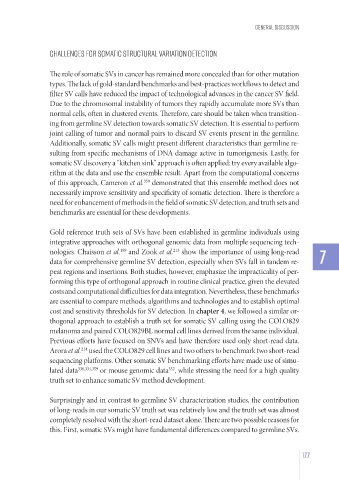 GENERAL DISCUSSION
CHALLENGES FOR SOMATIC STRUCTURAL VARIATION DETECTION
The role of somatic SVs in cancer has remained more concealed than for other mutation
types. The lack of gold-standard benchmarks and best-practices workflows to detect and
filter SV calls have reduced the impact of technological advances in the cancer SV field.
Due to the chromosomal instability of tumors they rapidly accumulate more SVs than
normal cells, often in clustered events. Therefore, care should be taken when transition-
ing from germline SV detection towards somatic SV detection. It is essential to perform
joint calling of tumor and normal pairs to discard SV events present in the germline.
Additionally, somatic SV calls might present different characteristics than germline re-
sulting from specific mechanisms of DNA damage active in tumorigenesis. Lastly, for
somatic SV discovery a "kitchen sink" approach is often applied: try every available algo-
rithm at the data and use the ensemble result. Apart from the computational concerns
of this approach, Cameron et al. demonstrated that this ensemble method does not
necessarily improve sensitivity and specificity of somatic detection. There is therefore a
need for enhancement of methods in the field of somatic SV detection, and truth sets and
benchmarks are essential for these developments.
Gold reference truth sets of SVs have been established in germline individuals using
integrative approaches with orthogonal genomic data from multiple sequencing tech-
nologies. Chaisson et al. and Zook et al. show the importance of using long-read
data for comprehensive germline SV detection, especially when SVs fall in tandem re-
peat regions and insertions. Both studies, however, emphasize the impracticality of per-
forming this type of orthogonal approach in routine clinical practice, given the elevated
costs and computational difficulties for data integration. Nevertheless, these benchmarks
are essential to compare methods, algorithms and technologies and to establish optimal
cost and sensitivity thresholds for SV detection. In chapter 4, we followed a similar or-
thogonal approach to establish a truth set for somatic SV calling using the COLO829
melanoma and paired COLO829BL normal cell lines derived from the same individual.
Previous efforts have focused on SNVs and have therefore used only short-read data.
Arora et al. used the COLO829 cell lines and two others to benchmark two short-read
sequencing platforms. Other somatic SV benchmarking efforts have made use of simu-
lated data or mouse genomic data, while stressing the need for a high quality
truth set to enhance somatic SV method development.
Surprisingly and in contrast to germline SV characterization studies, the contribution
of long-reads in our somatic SV truth set was relatively low and the truth set was almost
completely resolved with the short-read dataset alone. There are two possible reasons for
this. First, somatic SVs might have fundamental differences compared to germline SVs.
7
177